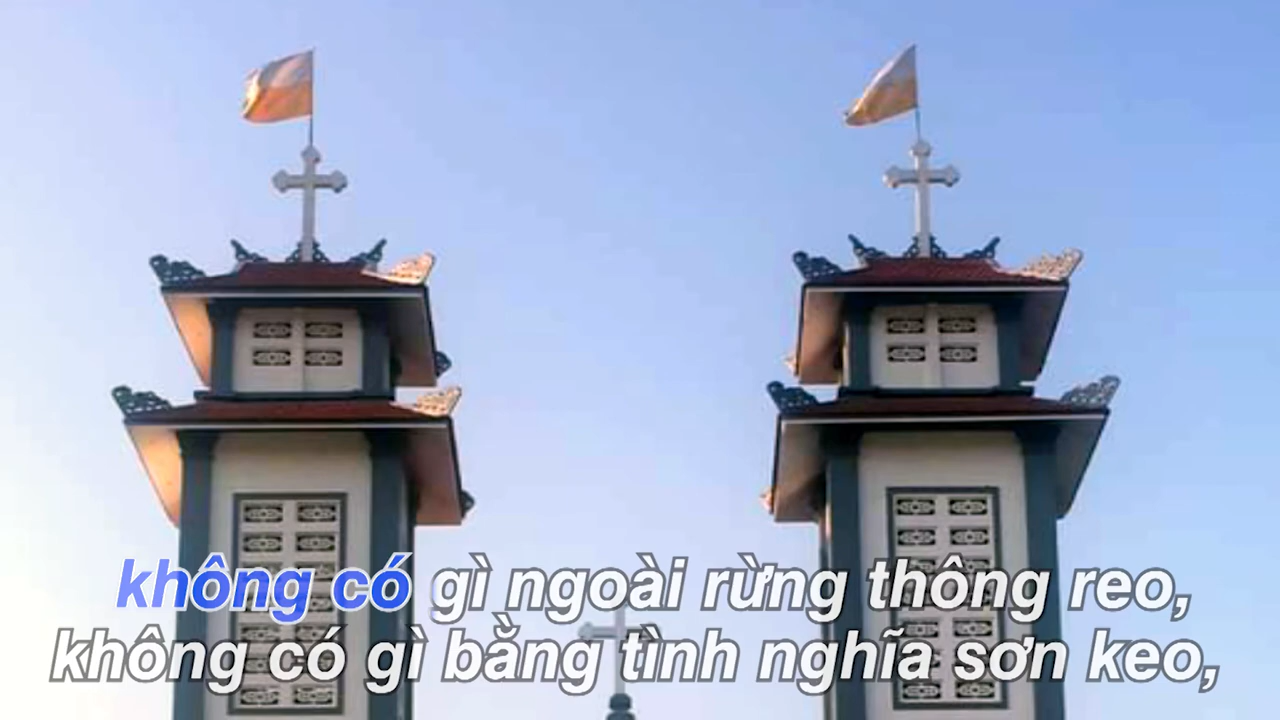 không có gì ngoài rừng thông reo,
không có gì bằng tình nghĩa sơn keo,